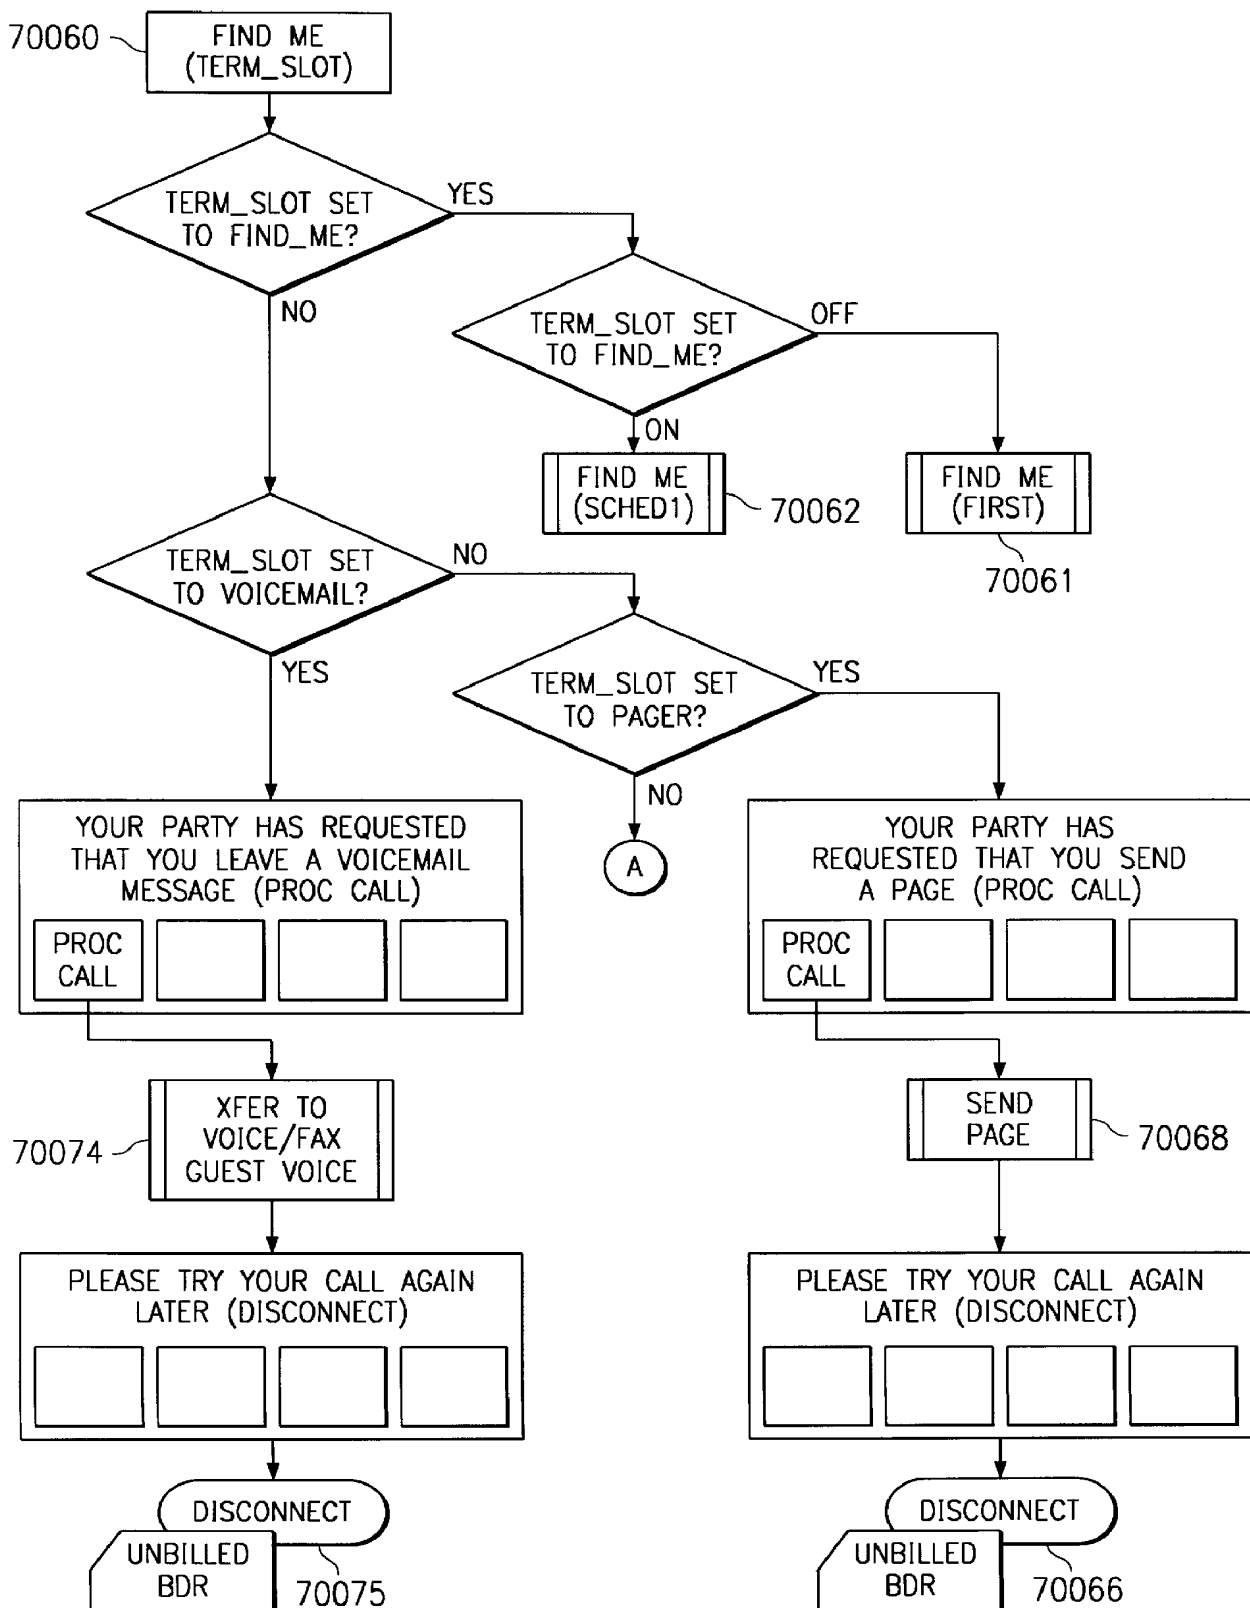 70060
FIND ME
(TERM_SLOT)
TERM_SLOT SET
TO FIND_ME?
YES
NO
TERM_SLOT SET
TO FIND_ME?
OFF
ON
FIND ME
(SCHED1)
70062
FIND ME
(FIRST)
70061
TERM_SLOT SET
TO VOICEMAIL?
NO
YES
TERM_SLOT SET
TO PAGER?
YES
NO
A
YOUR PARTY HAS REQUESTED
THAT YOU LEAVE A VOICEMAIL
MESSAGE (PROC CALL)
PROC
CALL
YOUR PARTY HAS
REQUESTED THAT YOU SEND
A PAGE (PROC CALL)
PROC
CALL
70074
XFER TO
VOICE/FAX
GUEST VOICE
SEND
PAGE
70068
PLEASE TRY YOUR CALL AGAIN
LATER (DISCONNECT)
PLEASE TRY YOUR CALL AGAIN
LATER (DISCONNECT)
DISCONNECT
UNBILLED
BDR
70075
DISCONNECT
UNBILLED
BDR
70066